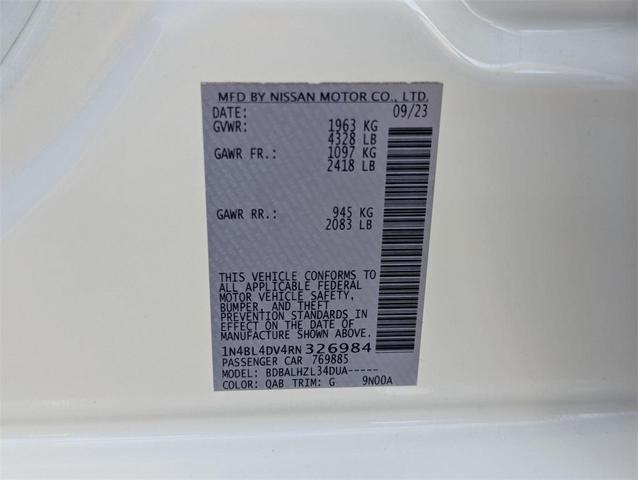 MFD BY NISSAN MOTOR CO., LTD.
DATE: 09/23
GVWR: 1963 KG
4328 LB
GAWR FR.: 1097 KG
2418 LB
GAWR RR.: 945 KG
2083 LB
THIS VEHICLE CONFORMS TO
ALL APPLICABLE FEDERAL
MOTOR VEHICLE SAFETY,
BUMPER, AND THEFT
PREVENTION STANDARDS IN
EFFECT ON THE DATE OF
MANUFACTURE SHOWN ABOVE
1N4BL4DV4RN326984
PASSENGER CAR 769885
MODEL: BDBALHZL34DUA-----
COLOR: QAB TRIM: G 9N00A